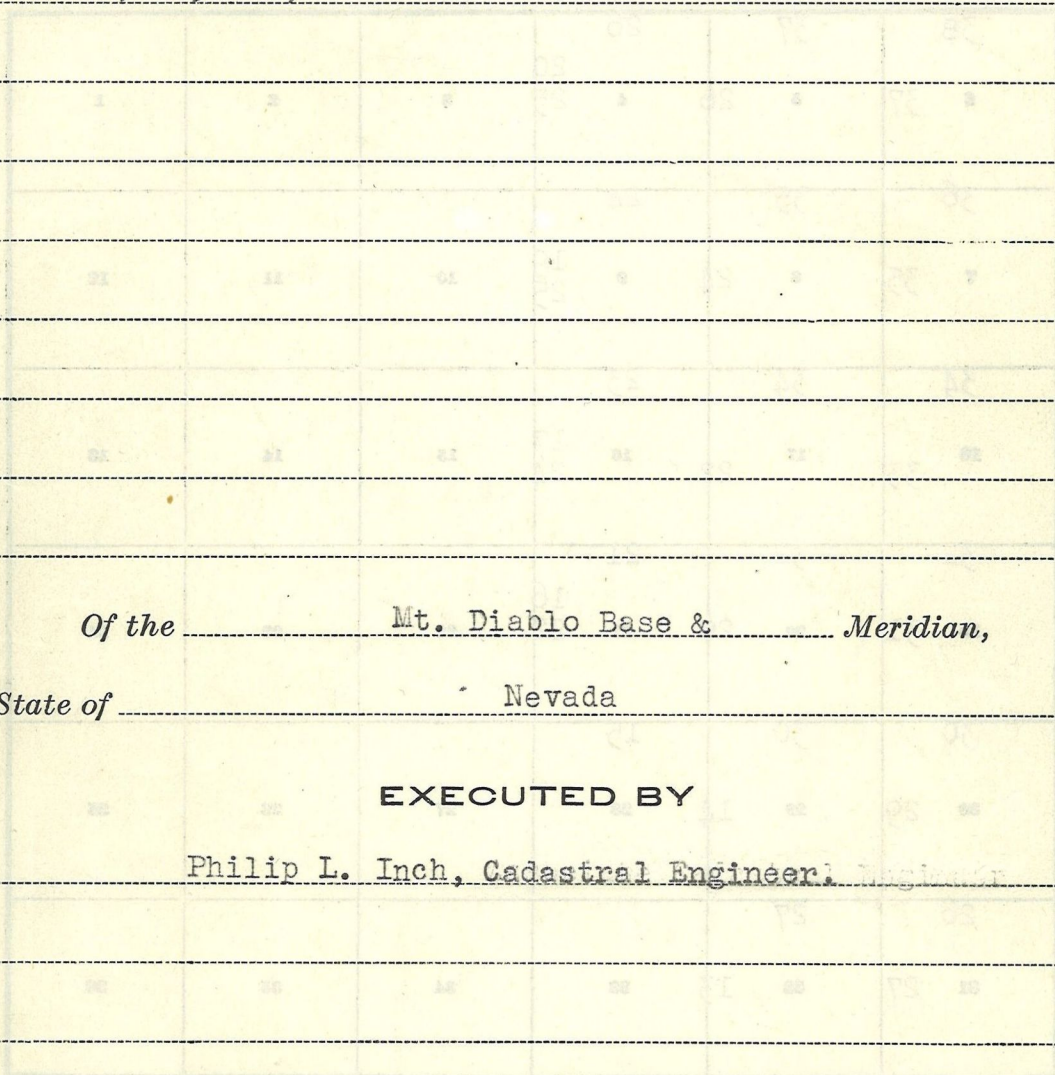 Of the Mt. Diablo Base & Meridian,
State of Nevada
EXECUTED BY
Philip L. Inch, Cadastral Engineer.